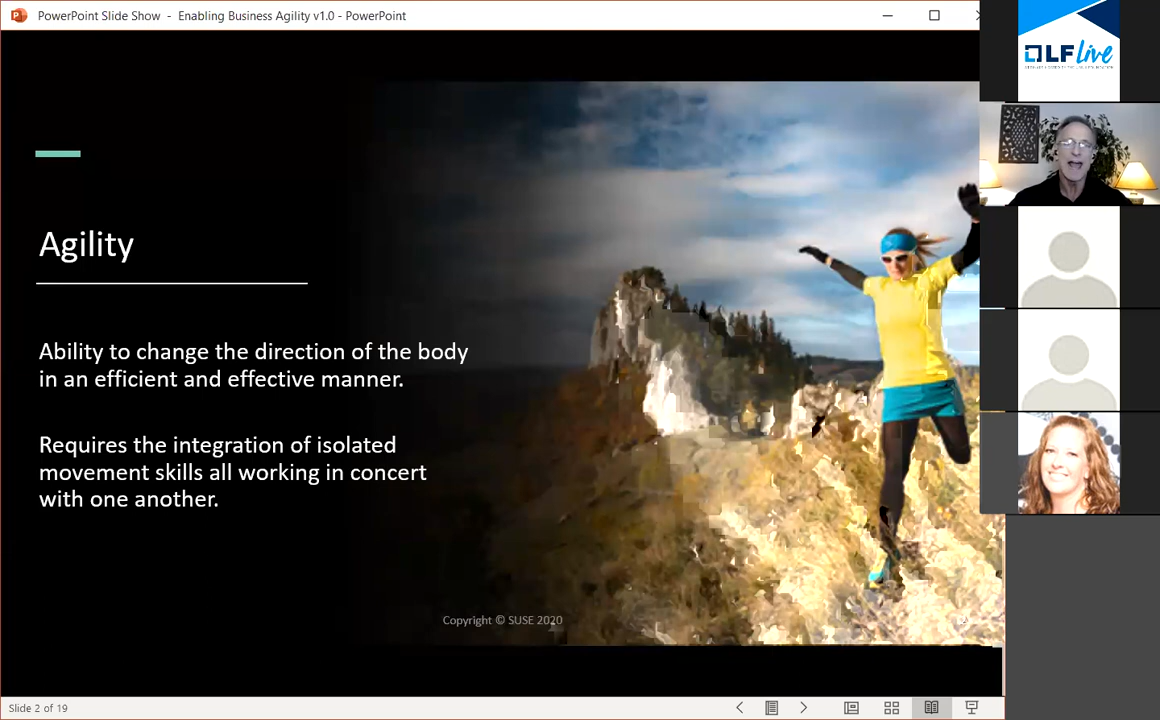 PowerPoint Slide Show - Enabling Business Agility v1.0 - PowerPoint
LF Live
Agility
Ability to change the direction of the body
in an efficient and effective manner.
Requires the integration of isolated
movement skills all working in concert
with one another.
Copyright © SUSE 2020
Slide 2 of 19